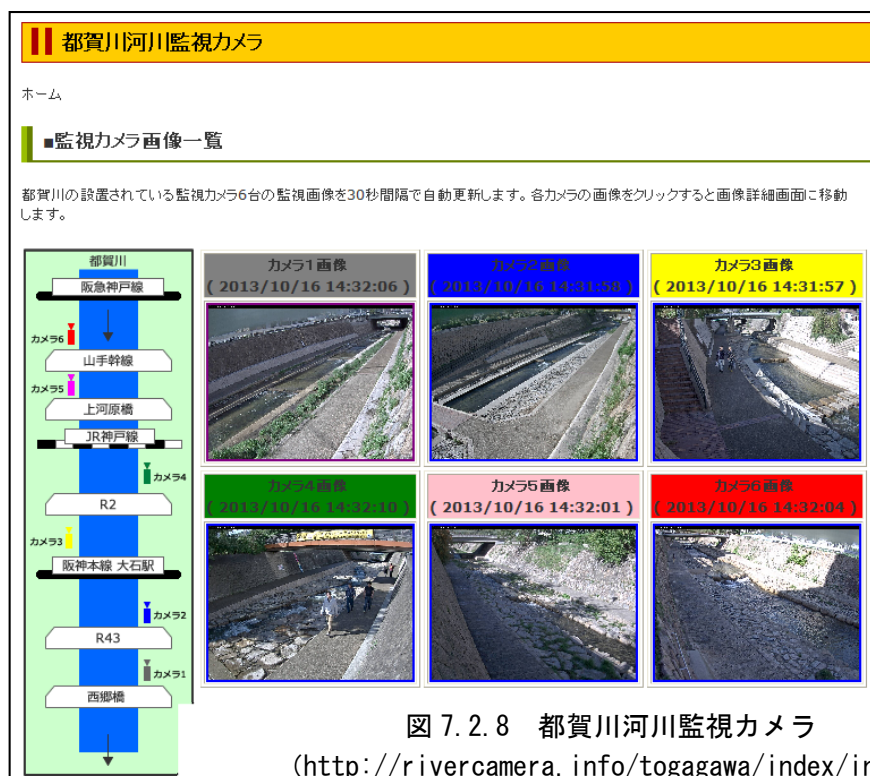 都賀川河川監視カメラ
ホーム
■監視カメラ画像一覧
都賀川の設置されている監視カメラ6台の監視画像を30秒間隔で自動更新します。各カメラの画像をクリックすると画像詳細画面に移動
します。
都賀川
阪急神戸線
カメラ6
山手幹線
カメラ5
上河原橋
JR神戸線
カメラ4
R2
カメラ3
阪神本線 大石駅
カメラ2
R43
カメラ1
西郷橋
カメラ1画像
( 2013/10/16 14:32:06 )
カメラ2画像
( 2013/10/16 14:31:58 )
カメラ3画像
( 2013/10/16 14:31:57 )
カメラ4画像
( 2013/10/16 14:32:10 )
カメラ5画像
( 2013/10/16 14:32:01 )
カメラ6画像
( 2013/10/16 14:32:04 )
図 7.2.8 都賀川河川監視カメラ
(http://rivercamera.info/togagawa/index/in